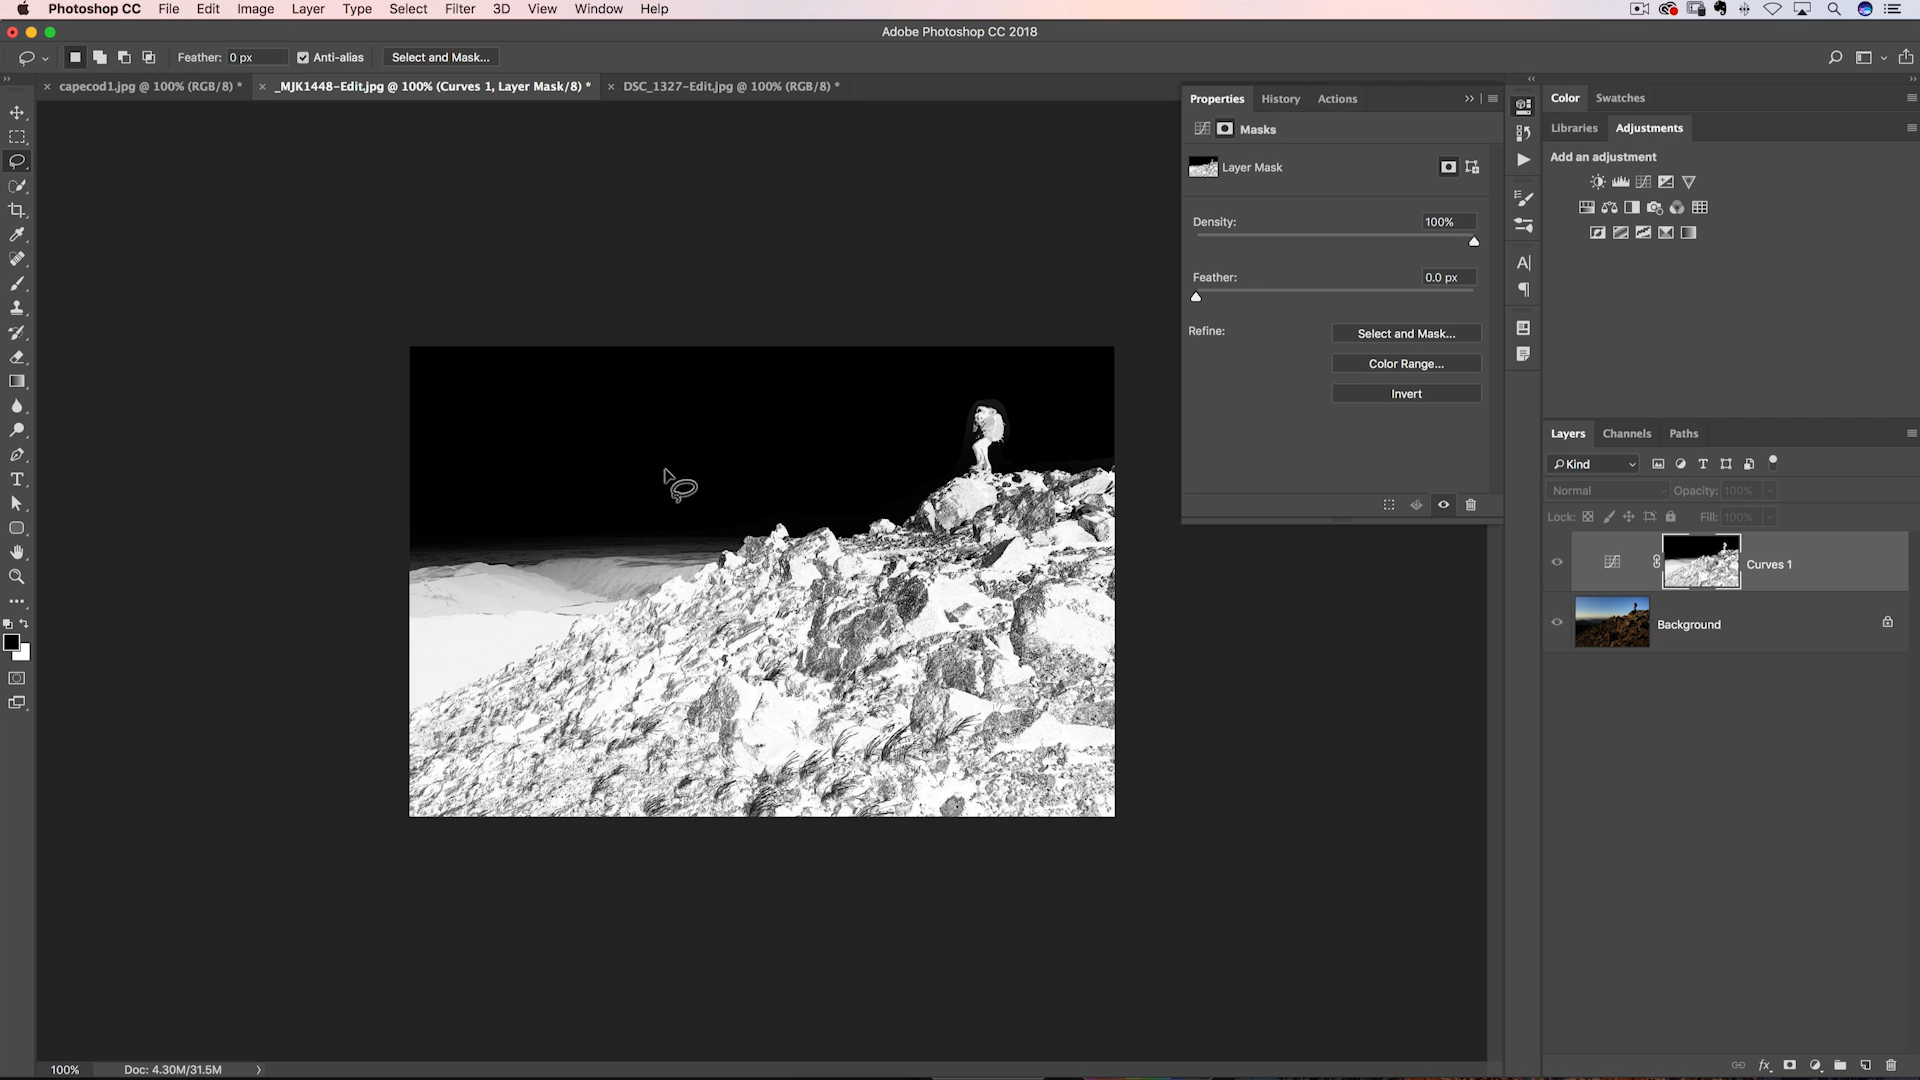 Photoshop CC File Edit Image Layer Type Select Filter 3D View Window Help
Adobe Photoshop CC 2018
Feather: 0 px Anti-alias Select and Mask...
capecod1.jpg @ 100% (RGB/8) * _MJK1448-Edit.jpg @ 100% (Curves 1, Layer Mask/8) * DSC_1327-Edit.jpg @ 100% (RGB/8) *
Properties History Actions
Masks
Layer Mask
Density: 100%
Feather: 0.0 px
Refine: Select and Mask...
Color Range...
Invert
Color Swatches
Libraries Adjustments
Add an adjustment
Layers Channels Paths
Kind
Normal Opacity: 100%
Lock: Fill: 100%
Curves 1
Background
100% Doc: 4.30M/31.5M